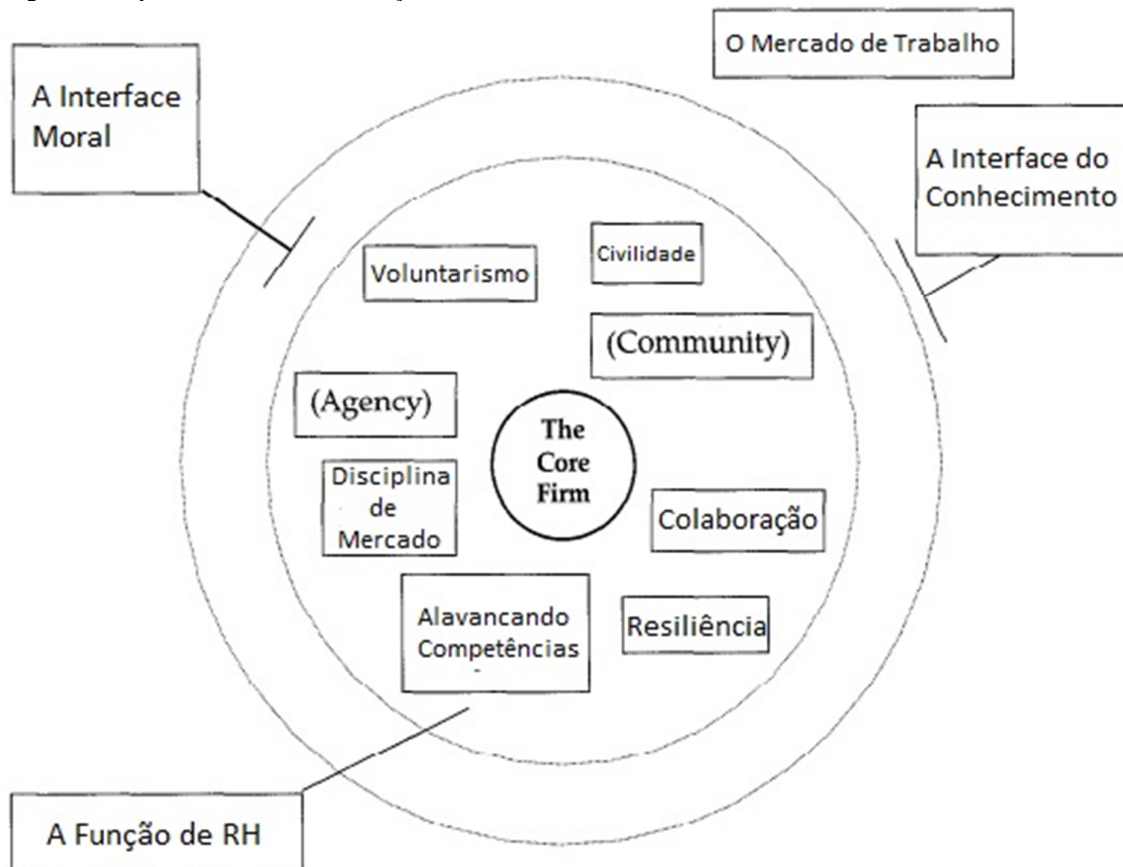 O Mercado de Trabalho
A Interface
Moral
A Interface do
Conhecimento
Voluntarismo
Civilidade
(Community)
(Agency)
The
Core
Firm
Disciplina
de
Mercado
Colaboração
Alavancando
Competências
Resiliência
A Função de RH